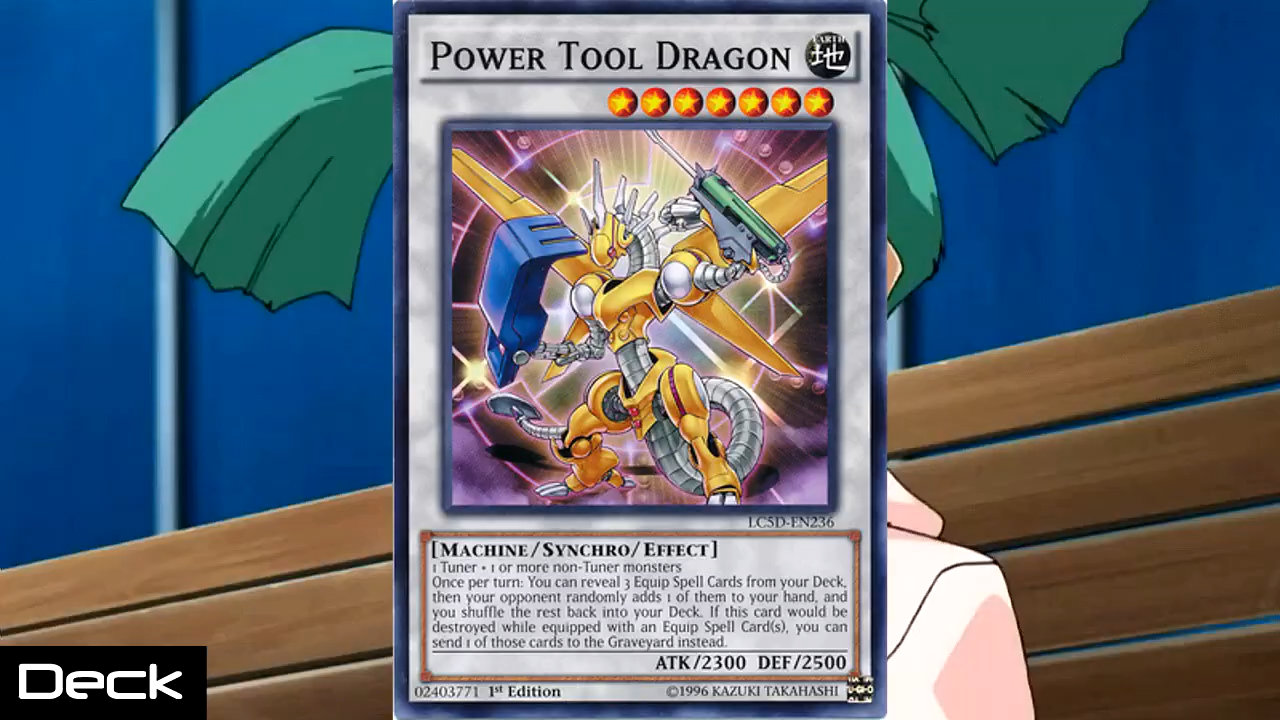 POWER TOOL DRAGON
EARTH
地
LC5D-EN236
[MACHINE/SYNCHRO/EFFECT]
1 Tuner + 1 or more non-Tuner monsters
Once per turn: You can reveal 3 Equip Spell Cards from your Deck,
then your opponent randomly adds 1 of them to your hand, and
you shuffle the rest back into your Deck. If this card would be
destroyed while equipped with an Equip Spell Card(s), you can
send 1 of those cards to the Graveyard instead.
ATK/2300 DEF/2500
02403771 1st Edition
©1996 KAZUKI TAKAHASHI
Deck